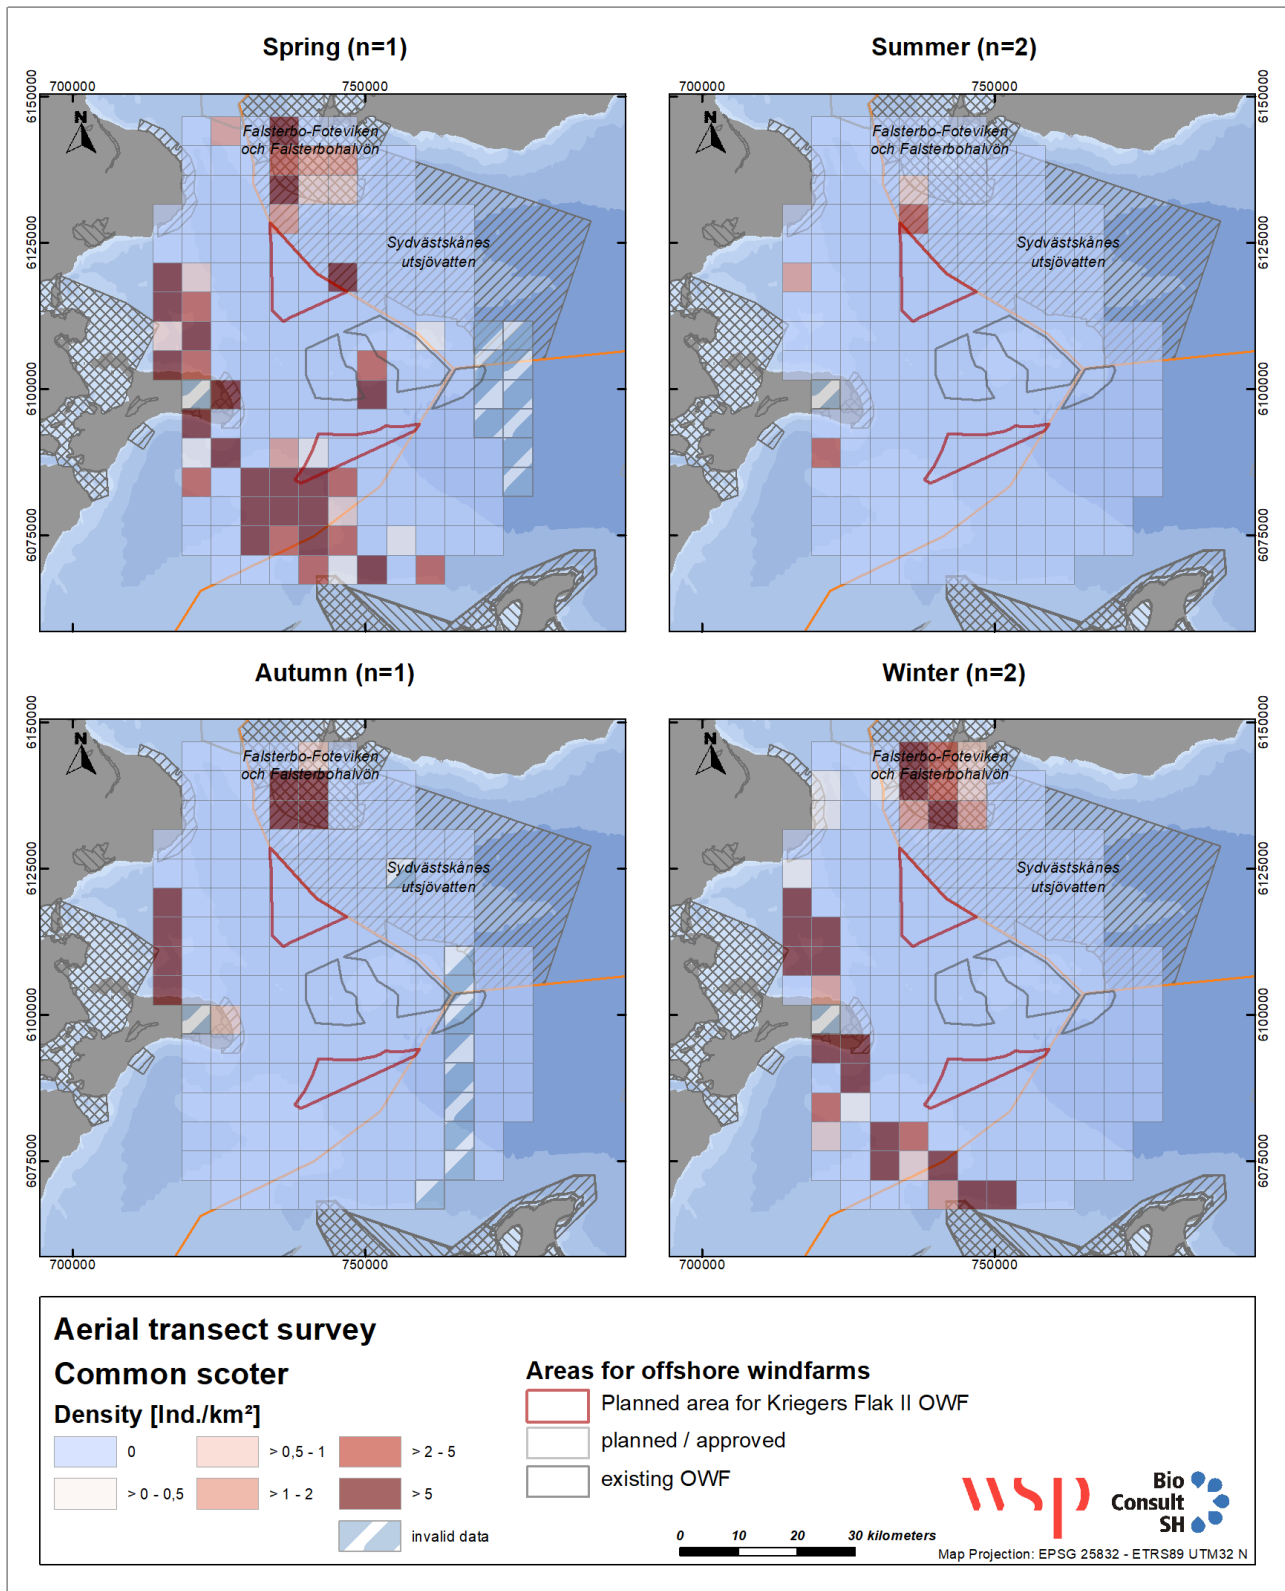 Spring (n=1)
Summer (n=2)
700000
750000
700000
750000
6150000
6125000
6100000
6075000
N
Falsterbo-Foteviken
och Falsterbohalvön
Sydvästskånes
utsjövatten
N
Falsterbo-Foteviken
och Falsterbohalvön
Sydvästskånes
utsjövatten
6150000
6125000
6100000
6075000
Autumn (n=1)
Winter (n=2)
6150000
6125000
6100000
6075000
N
Falsterbo-Foteviken
och Falsterbohalvön
Sydvästskånes
utsjövatten
N
Falsterbo-Foteviken
och Falsterbohalvön
Sydvästskånes
utsjövatten
6150000
6125000
6100000
6075000
700000
750000
700000
750000
Aerial transect survey
Common scoter
Density [Ind./km²]
0
> 0,5 - 1
> 2 - 5
> 0 - 0,5
> 1 - 2
> 5
invalid data
Areas for offshore windfarms
Planned area for Kriegers Flak II OWF
planned / approved
existing OWF
0 10 20 30 kilometers
wsp
Bio
Consult
SH
Map Projection: EPSG 25832 - ETRS89 UTM32 N